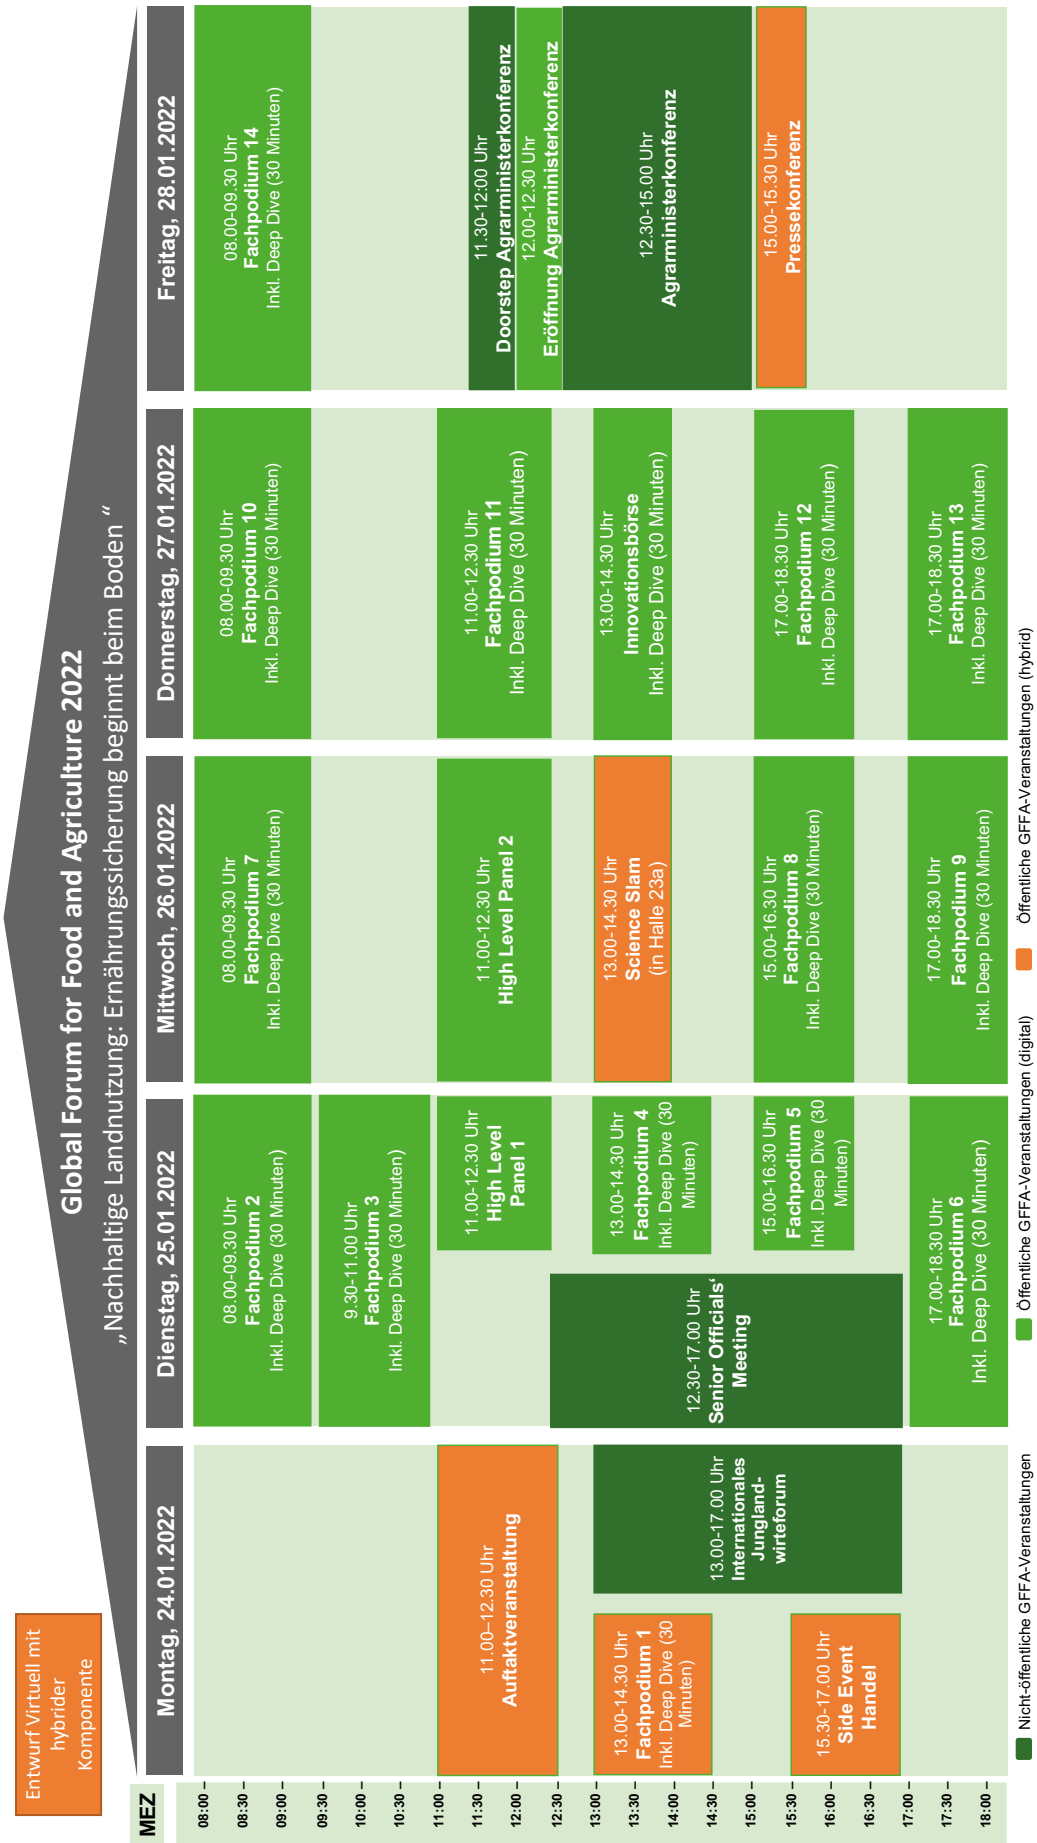 Entwurf Virtuell mit
hybrider
Komponente
Global Forum for Food and Agriculture 2022
„Nachhaltige Landnutzung: Ernährungssicherung beginnt beim Boden “
MEZ
08:00
08:30
09:00
09:30
10:00
10:30
11:00
11:30
12:00
12:30
13:00
13:30
14:00
14:30
15:00
15:30
16:00
16:30
17:00
17:30
18:00
Montag, 24.01.2022
11.00–12.30 Uhr
Auftaktveranstaltung
13.00-14.30 Uhr
Fachpodium 1
Inkl. Deep Dive (30
Minuten)
15.30-17.00 Uhr
Side Event
Handel
13.00-17.00 Uhr
Internationales
Jungland-
wirteforum
Dienstag, 25.01.2022
08.00-09.30 Uhr
Fachpodium 2
Inkl. Deep Dive (30 Minuten)
9.30-11.00 Uhr
Fachpodium 3
Inkl. Deep Dive (30 Minuten)
11.00-12.30 Uhr
High Level
Panel 1
12.30-17.00 Uhr
Senior Officials‘
Meeting
13.00-14.30 Uhr
Fachpodium 4
Inkl. Deep Dive (30
Minuten)
15.00-16.30 Uhr
Fachpodium 5
Inkl .Deep Dive (30
Minuten)
17.00-18.30 Uhr
Fachpodium 6
Inkl. Deep Dive (30 Minuten)
Mittwoch, 26.01.2022
08.00-09.30 Uhr
Fachpodium 7
Inkl. Deep Dive (30 Minuten)
11.00-12.30 Uhr
High Level Panel 2
13.00-14.30 Uhr
Science Slam
(in Halle 23a)
15.00-16.30 Uhr
Fachpodium 8
Inkl. Deep Dive (30 Minuten)
17.00-18.30 Uhr
Fachpodium 9
Inkl. Deep Dive (30 Minuten)
Donnerstag, 27.01.2022
08.00-09.30 Uhr
Fachpodium 10
Inkl. Deep Dive (30 Minuten)
11.00-12.30 Uhr
Fachpodium 11
Inkl. Deep Dive (30 Minuten)
13.00-14.30 Uhr
Innovationsbörse
Inkl. Deep Dive (30 Minuten)
17.00-18.30 Uhr
Fachpodium 12
Inkl. Deep Dive (30 Minuten)
17.00-18.30 Uhr
Fachpodium 13
Inkl. Deep Dive (30 Minuten)
Freitag, 28.01.2022
08.00-09.30 Uhr
Fachpodium 14
Inkl. Deep Dive (30 Minuten)
11.30-12:00 Uhr
Doorstep Agrarministerkonferenz
12.00-12.30 Uhr
Eröffnung Agrarministerkonferenz
12.30-15.00 Uhr
Agrarministerkonferenz
15.00-15.30 Uhr
Pressekonferenz
Nicht-öffentliche GFFA-Veranstaltungen
Öffentliche GFFA-Veranstaltungen (digital)
Öffentliche GFFA-Veranstaltungen (hybrid)